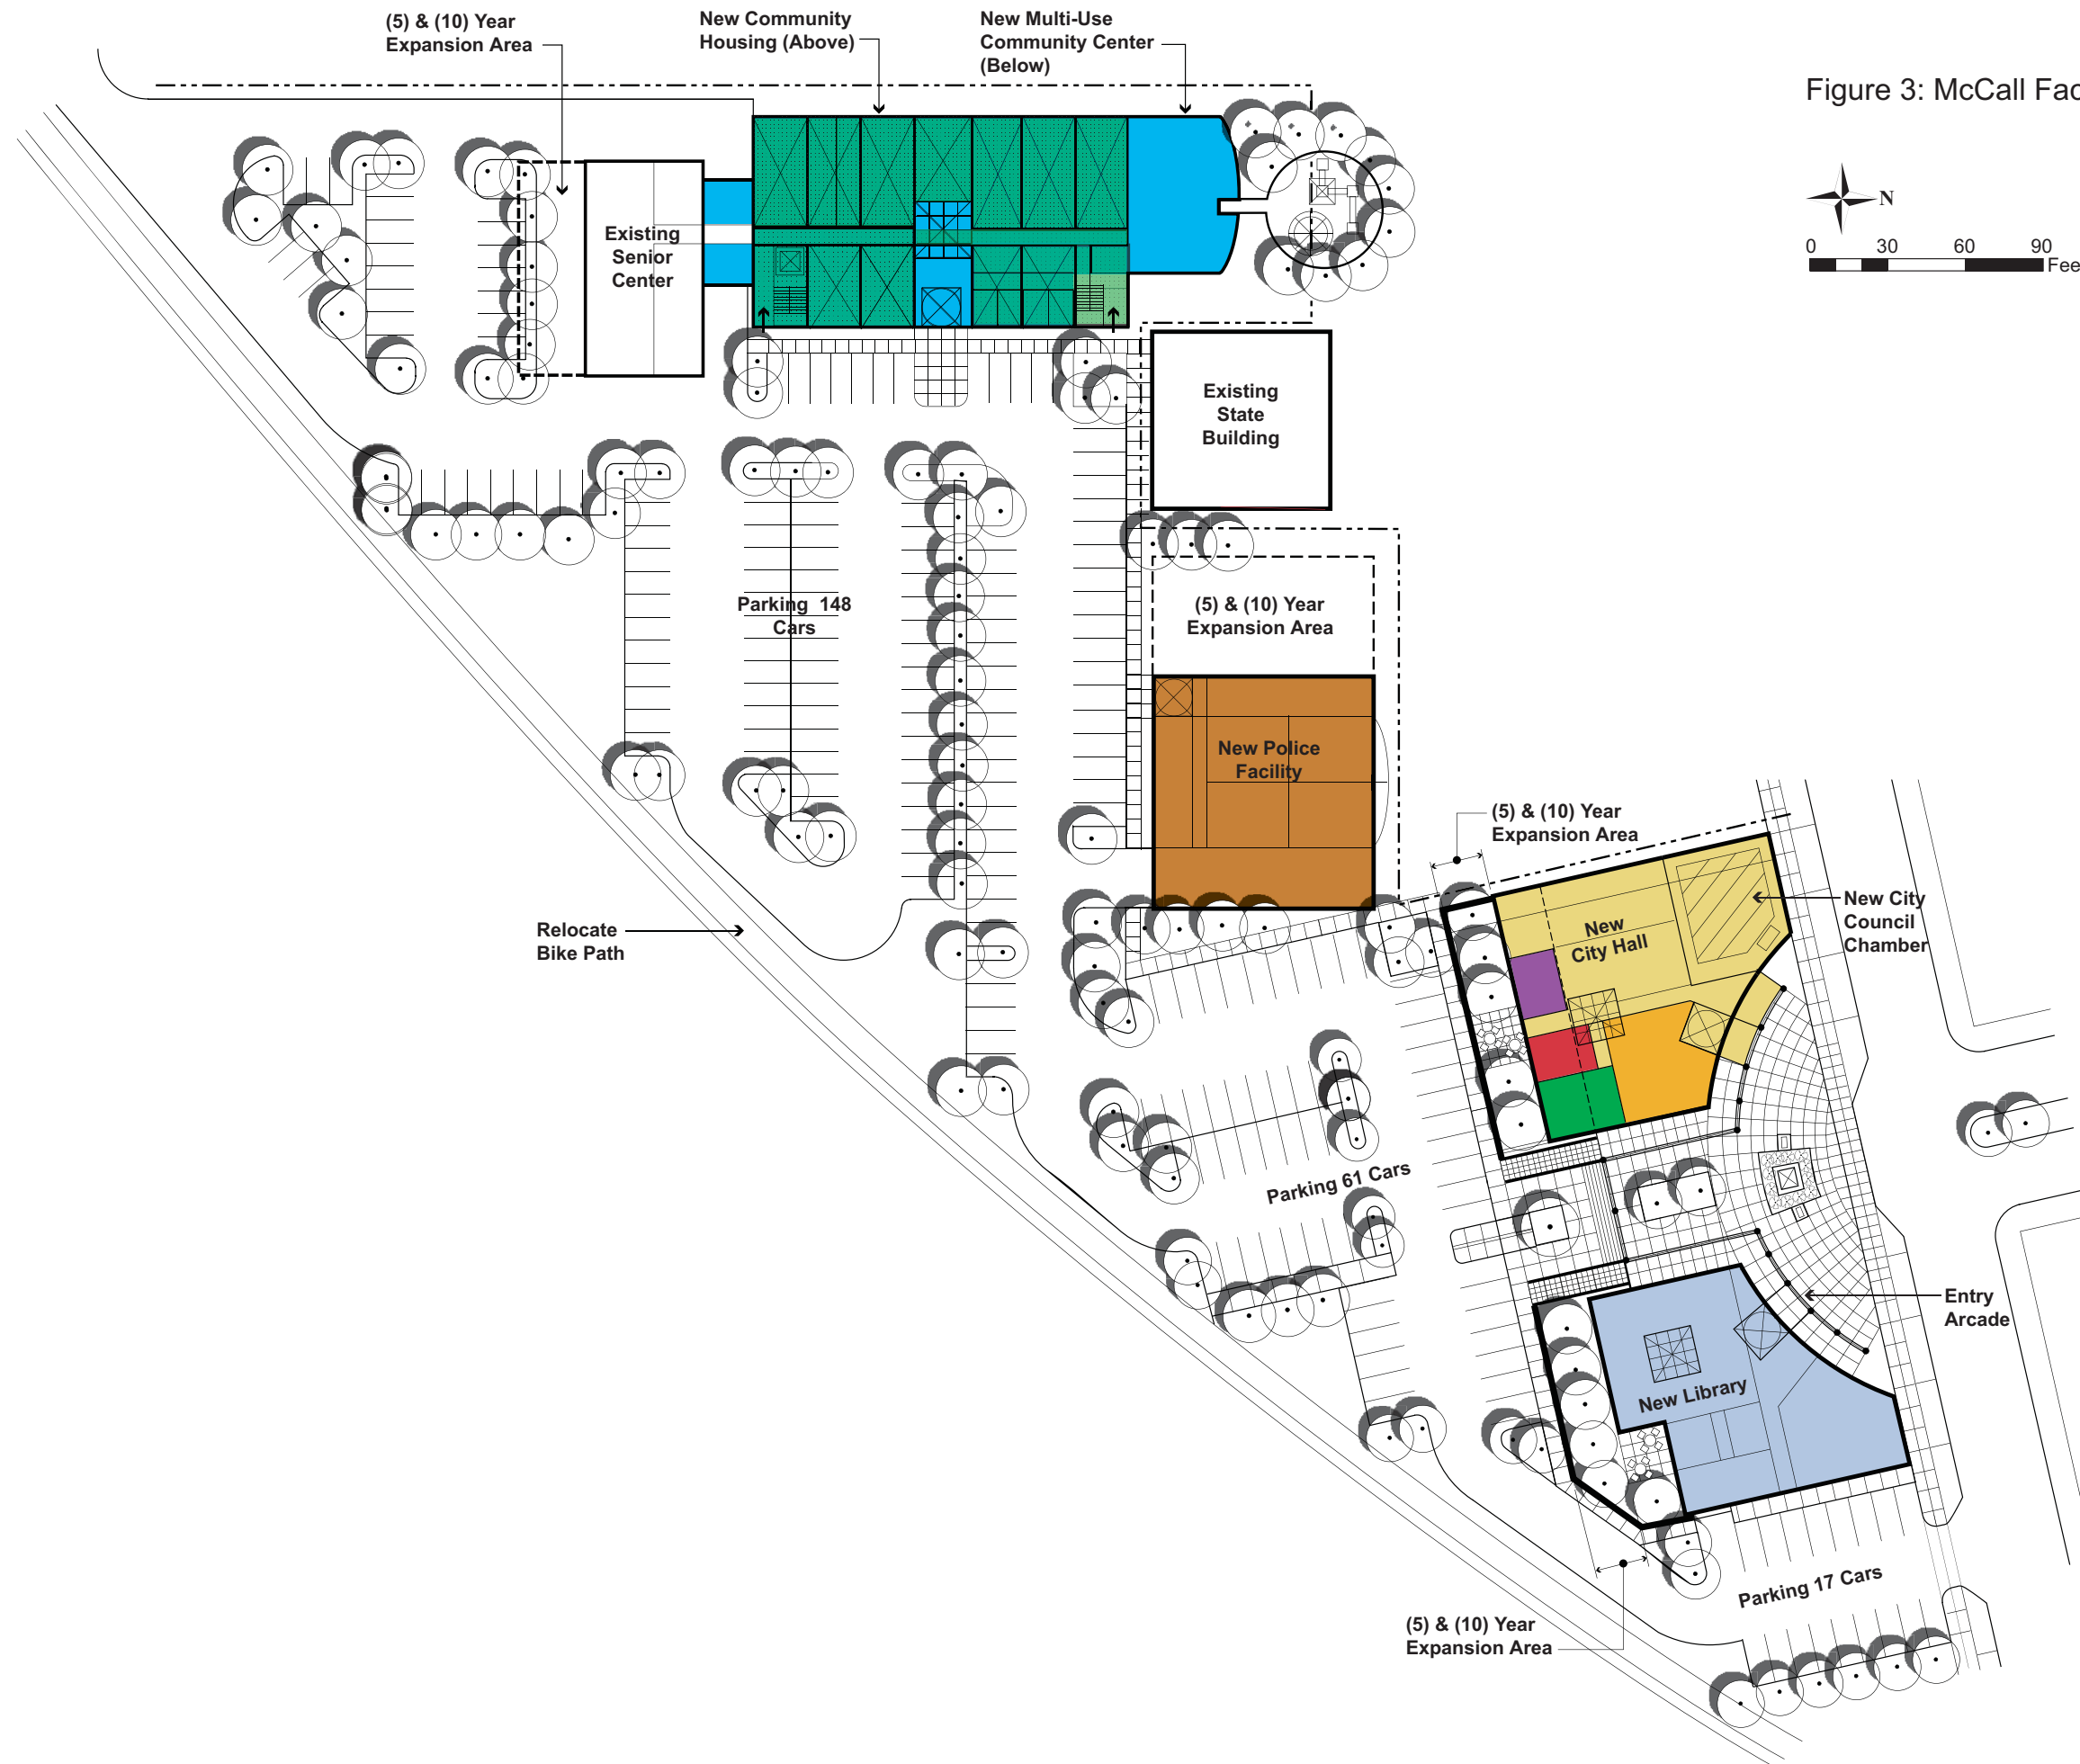 (5) & (10) Year
Expansion Area
New Community
Housing (Above)
New Multi-Use
Community Center
(Below)
Figure 3: McCall Fac
N
0 30 60 90
Fee
Existing
Senior
Center
Existing
State
Building
Parking 148
Cars
(5) & (10) Year
Expansion Area
New Police
Facility
(5) & (10) Year
Expansion Area
New City
Council
Chamber
New
City Hall
Relocate
Bike Path
Parking 61 Cars
Entry
Arcade
New Library
Parking 17 Cars
(5) & (10) Year
Expansion Area